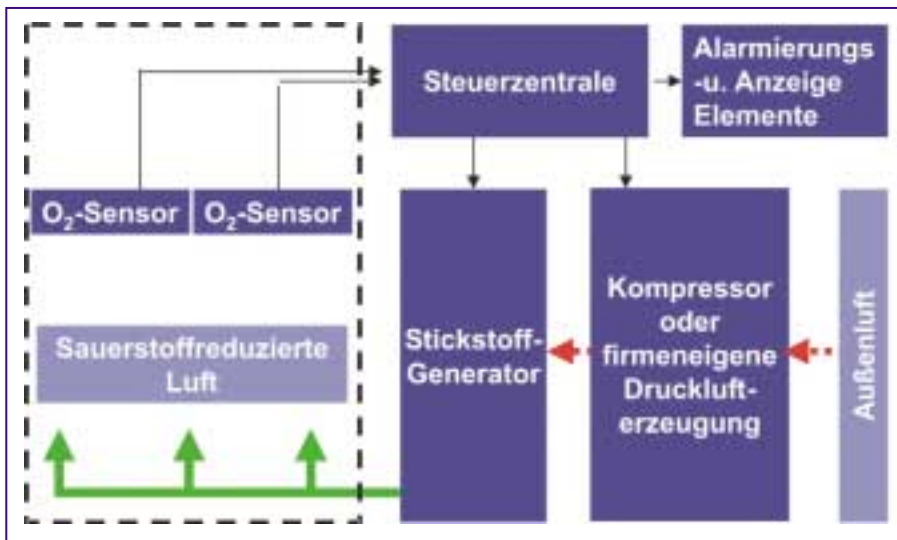 Steuerzentrale
Alarmierungs
-u. Anzeige
Elemente
O₂-Sensor
O₂-Sensor
Sauerstoffreduzierte
Luft
Stickstoff-
Generator
Kompressor
oder
firmeneigene
Druckluft-
erzeugung
Außenluft